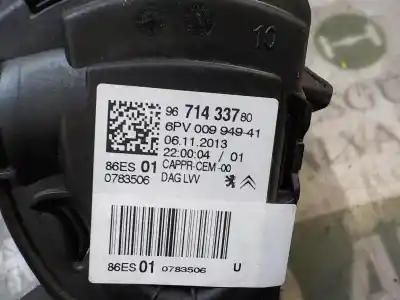 10
96 714 337 80
6PV 009 949-41
06.11.2013
22:00:04 / 01
86ES 01 CAPPR-CEM -00
0783506 DAG LVV
86ES 01 0783506 U